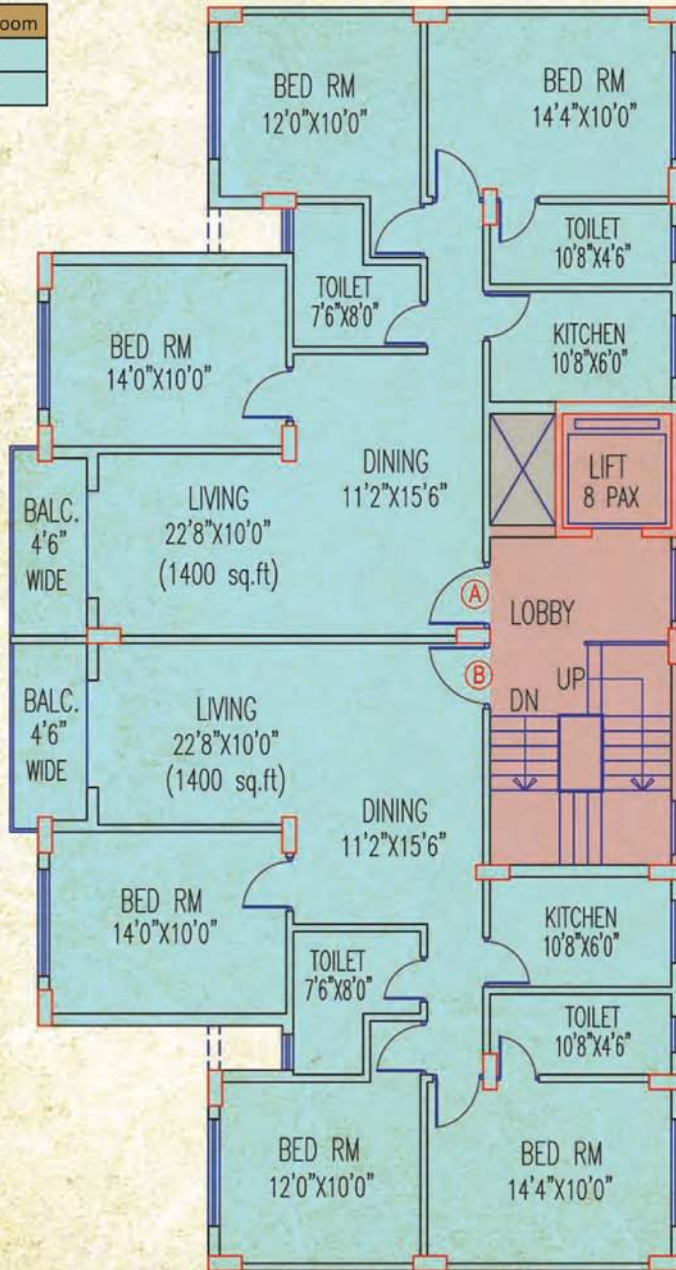 room
BED RM
12'0"X10'0"
BED RM
14'4"X10'0"
TOILET
10'8"X4'6"
TOILET
7'6"X8'0"
KITCHEN
10'8"X6'0"
BED RM
14'0"X10'0"
LIFT
8 PAX
DINING
11'2"X15'6"
LIVING
22'8"X10'0"
(1400 sq.ft)
BALC.
4'6"
WIDE
A
LOBBY
B
UP
DN
BALC.
4'6"
WIDE
LIVING
22'8"X10'0"
(1400 sq.ft)
DINING
11'2"X15'6"
BED RM
14'0"X10'0"
KITCHEN
10'8"X6'0"
TOILET
7'6"X8'0"
TOILET
10'8"X4'6"
BED RM
12'0"X10'0"
BED RM
14'4"X10'0"